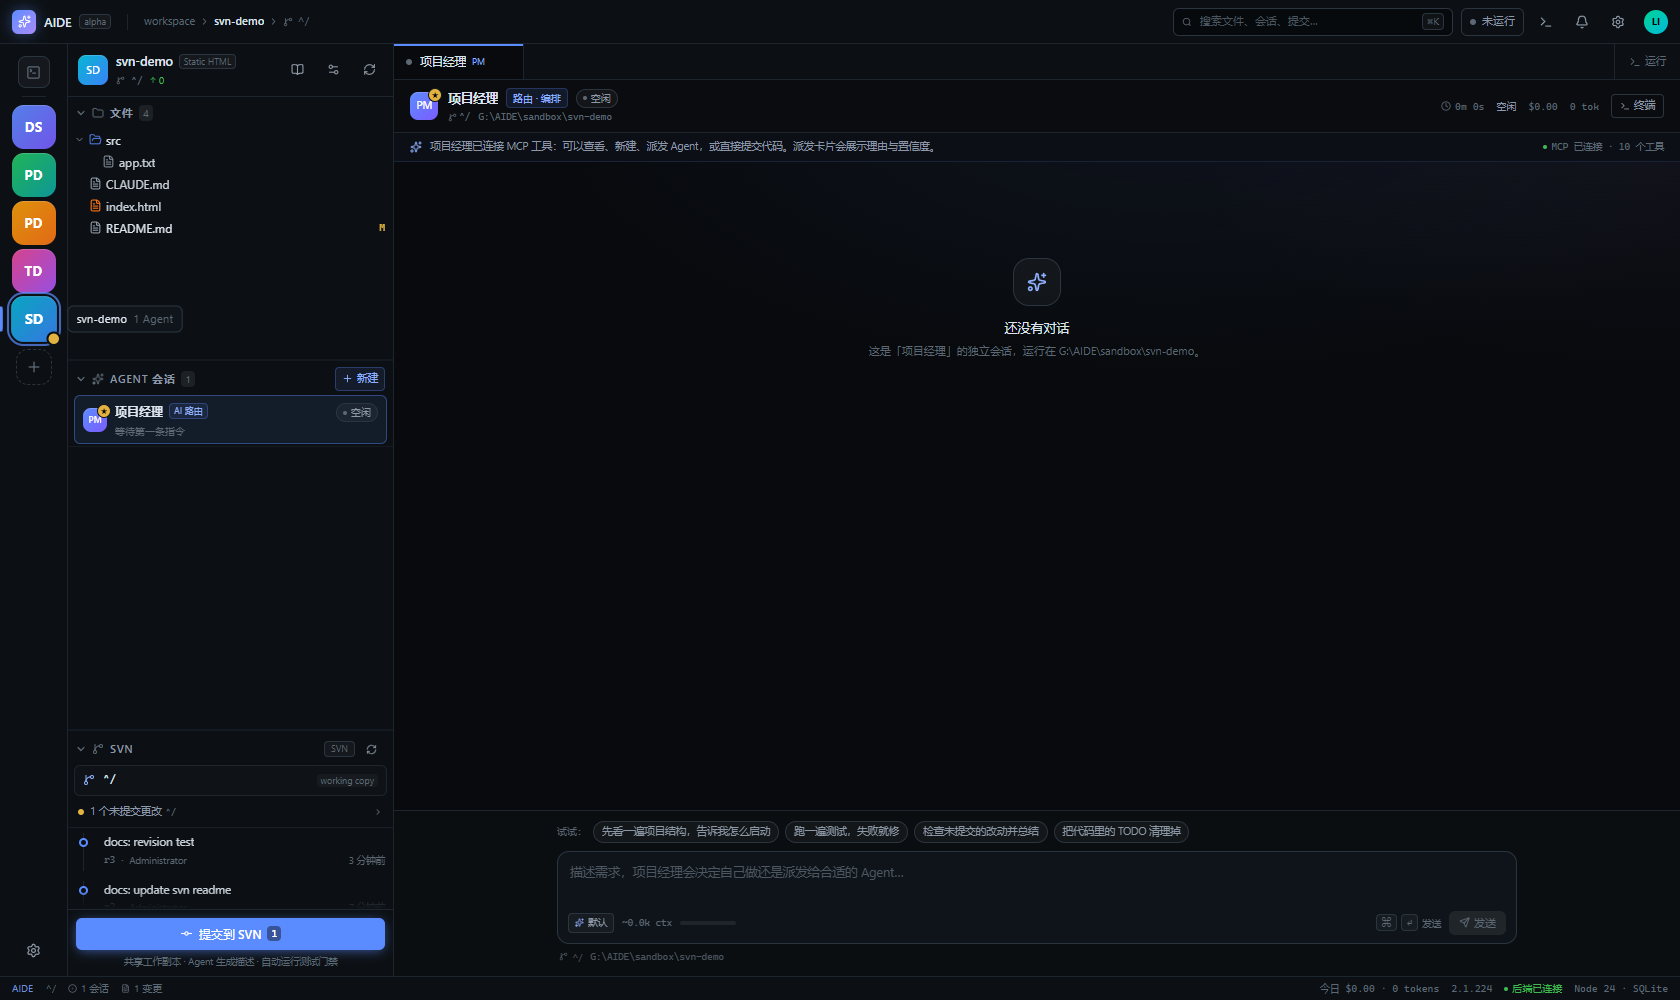 AIDE alpha workspace › svn-demo › ^/ 搜索文件、会话、提交... ⌘K 未运行 LI
SD svn-demo Static HTML
^/ ↑0
项目经理 PM 运行
文件 4
src
app.txt
CLAUDE.md
index.html
README.md M
DS
PD
PD
TD
SD
svn-demo 1 Agent
AGENT 会话 1 + 新建
PM 项目经理 AI 路由 空闲
等待第一条指令
SVN SVN
^/ working copy
1 个未提交更改 ^/
docs: revision test
r3 · Administrator 3 分钟前
docs: update svn readme
提交到 SVN 1
共享工作副本 · Agent 生成描述 · 自动运行测试门禁
PM 项目经理 路由 · 编排 空闲 0m 0s 空闲 $0.00 0 tok 终端
^/ G:\AIDE\sandbox\svn-demo
项目经理已连接 MCP 工具：可以查看、新建、派发 Agent，或直接提交代码。派发卡片会展示理由与置信度。 MCP 已连接 · 10 个工具
还没有对话
这是「项目经理」的独立会话，运行在 G:\AIDE\sandbox\svn-demo。
试试： 先看一遍项目结构，告诉我怎么启动 跑一遍测试，失败就修 检查未提交的改动并总结 把代码里的 TODO 清理掉
描述需求，项目经理会决定自己做还是派发给合适的 Agent...
默认 ~0.0k ctx ⌘ ↵ 发送 发送
^/ G:\AIDE\sandbox\svn-demo
AIDE ^/ 1 会话 1 变更 今日 $0.00 · 0 tokens 2.1.224 后端已连接 Node 24 · SQLite